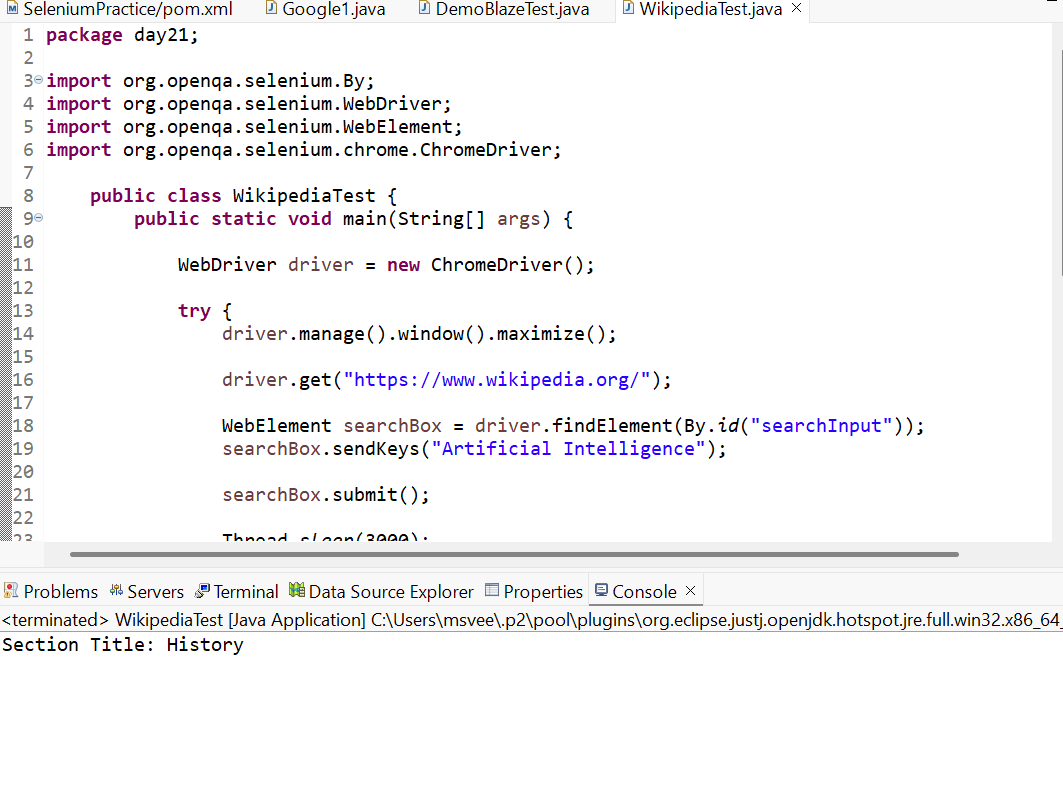 SeleniumPractice/pom.xml Google1.java DemoBlazeTest.java WikipediaTest.java
1 package day21;
2
3 import org.openqa.selenium.By;
4 import org.openqa.selenium.WebDriver;
5 import org.openqa.selenium.WebElement;
6 import org.openqa.selenium.chrome.ChromeDriver;
7
8 public class WikipediaTest {
9 public static void main(String[] args) {
10
11 WebDriver driver = new ChromeDriver();
12
13 try {
14 driver.manage().window().maximize();
15
16 driver.get("https://www.wikipedia.org/");
17
18 WebElement searchBox = driver.findElement(By.id("searchInput"));
19 searchBox.sendKeys("Artificial Intelligence");
20
21 searchBox.submit();
22
23 Thread.sleep(3000);
Problems Servers Terminal Data Source Explorer Properties Console
<terminated> WikipediaTest [Java Application] C:\Users\msvee\.p2\pool\plugins\org.eclipse.justj.openjdk.hotspot.jre.full.win32.x86_64_
Section Title: History